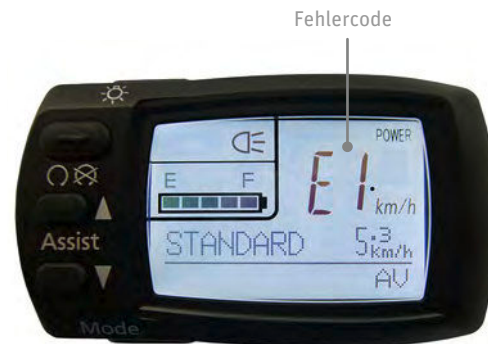 Fehlercode
POWER
E F
E1.
km/h
Assist
STANDARD 5.3 km/h
AV
Mode